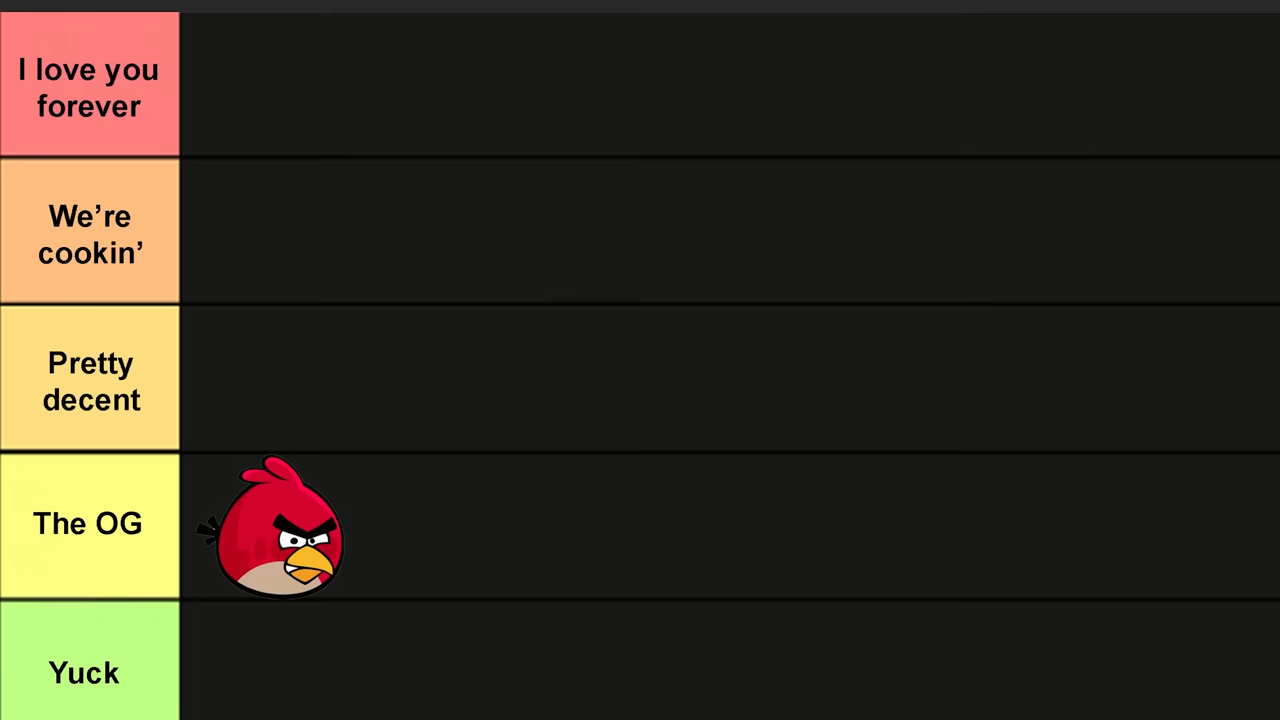 I love you
forever
We’re
cookin’
Pretty
decent
The OG
Yuck